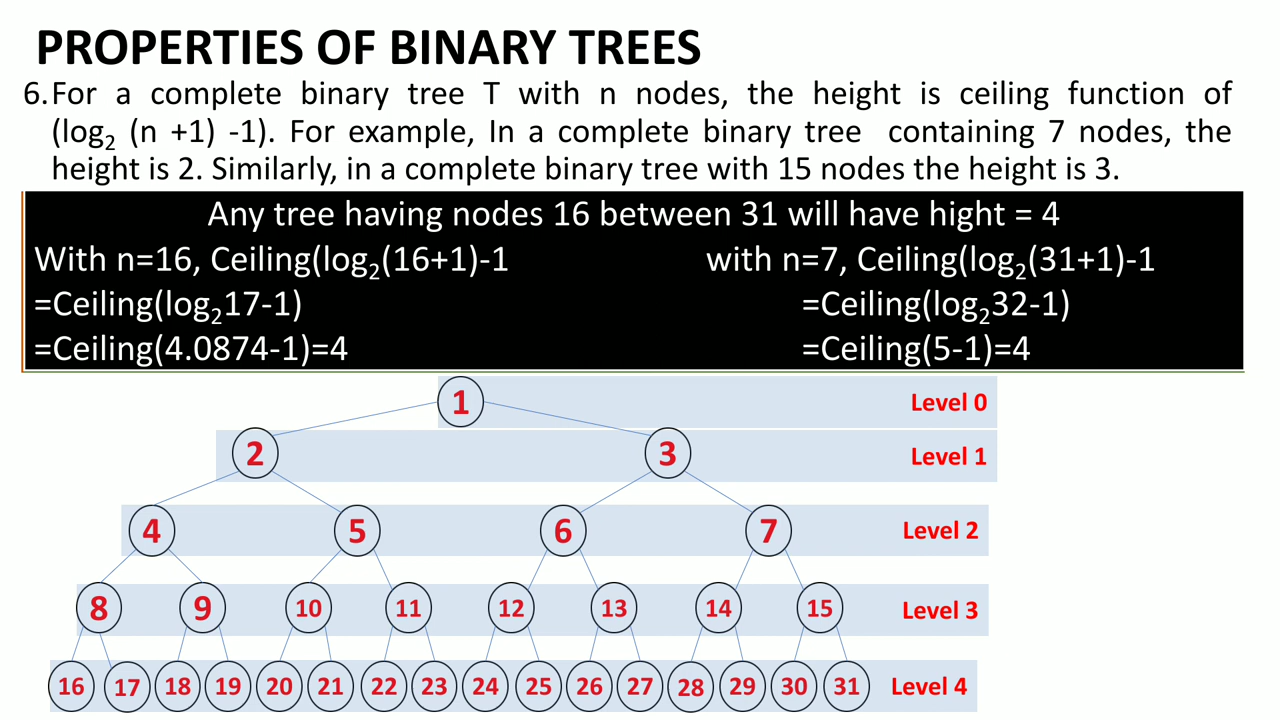 PROPERTIES OF BINARY TREES
6. For a complete binary tree T with n nodes, the height is ceiling function of
(log₂ (n +1) -1). For example, In a complete binary tree containing 7 nodes, the
height is 2. Similarly, in a complete binary tree with 15 nodes the height is 3.
Any tree having nodes 16 between 31 will have hight = 4
With n=16, Ceiling(log₂(16+1)-1 with n=7, Ceiling(log₂(31+1)-1
=Ceiling(log₂17-1) =Ceiling(log₂32-1)
=Ceiling(4.0874-1)=4 =Ceiling(5-1)=4
1 Level 0
2 3 Level 1
4 5 6 7 Level 2
8 9 10 11 12 13 14 15 Level 3
16 17 18 19 20 21 22 23 24 25 26 27 28 29 30 31 Level 4